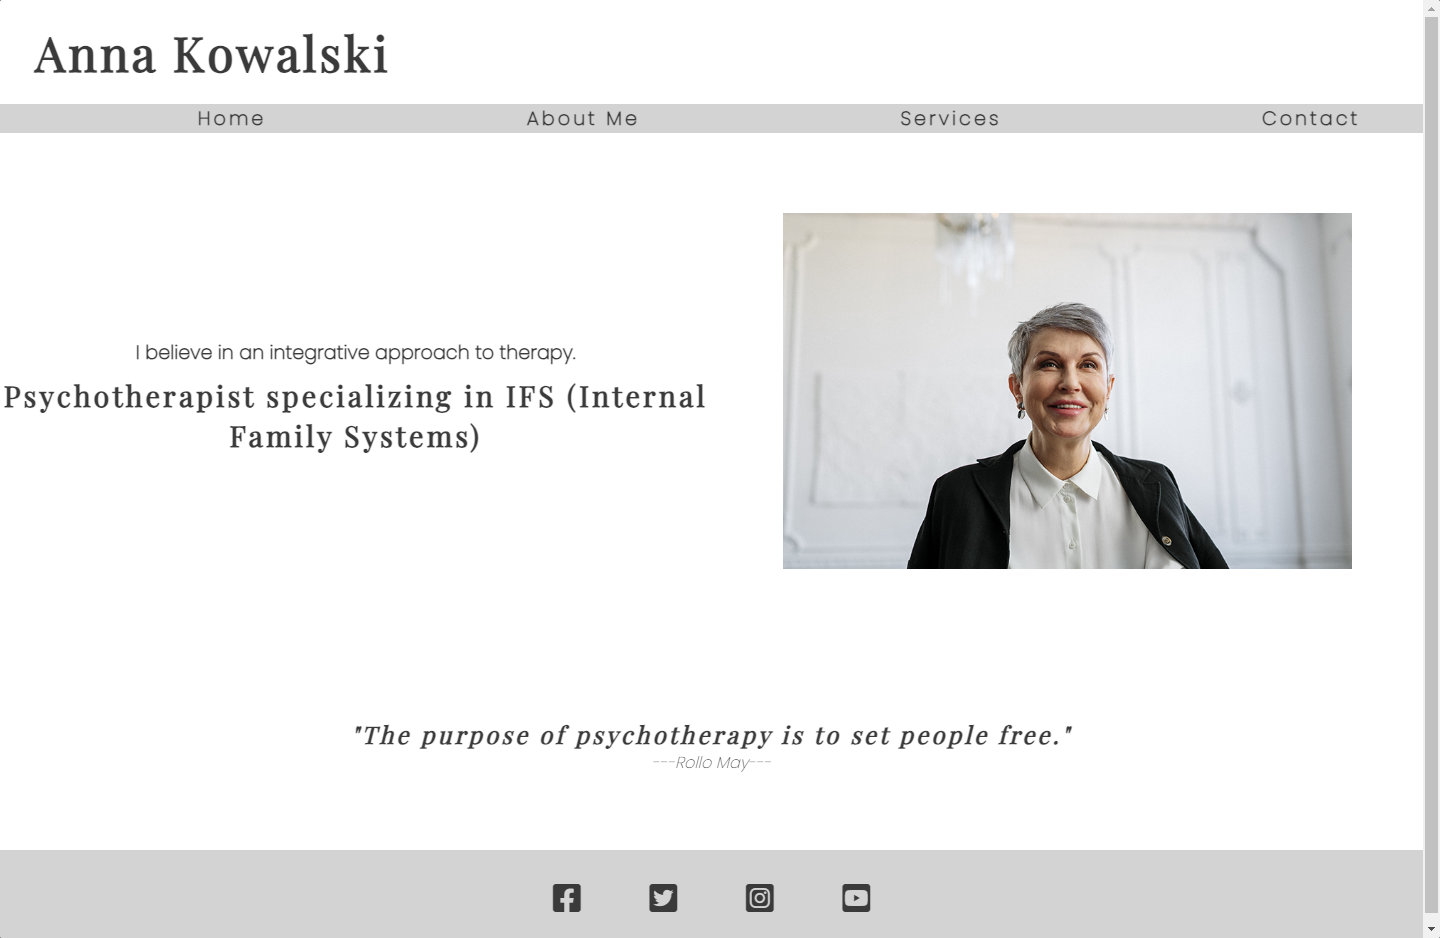 Anna Kowalski
Home About Me Services Contact
I believe in an integrative approach to therapy.
Psychotherapist specializing in IFS (Internal
Family Systems)
"The purpose of psychotherapy is to set people free."
---Rollo May---